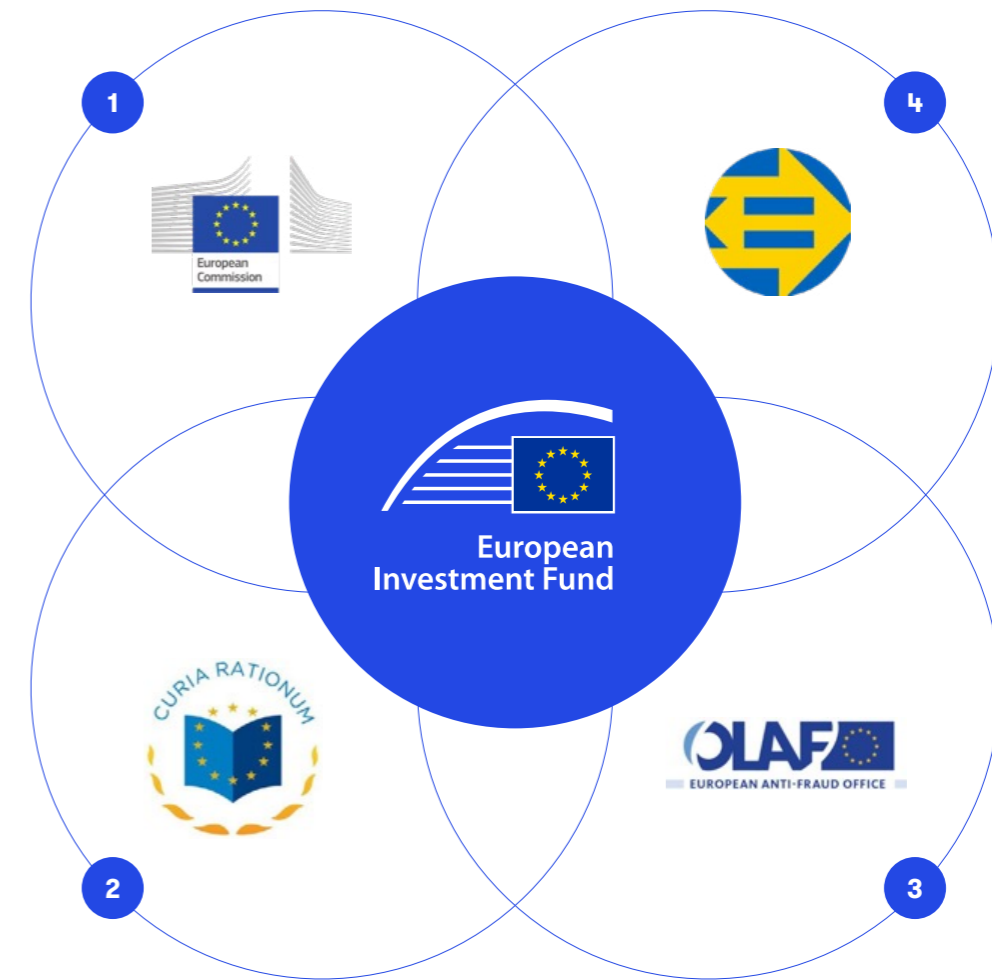 1
4
European
Commission
European
Investment Fund
CURIA RATIONUM
OLAF
EUROPEAN ANTI-FRAUD OFFICE
2
3